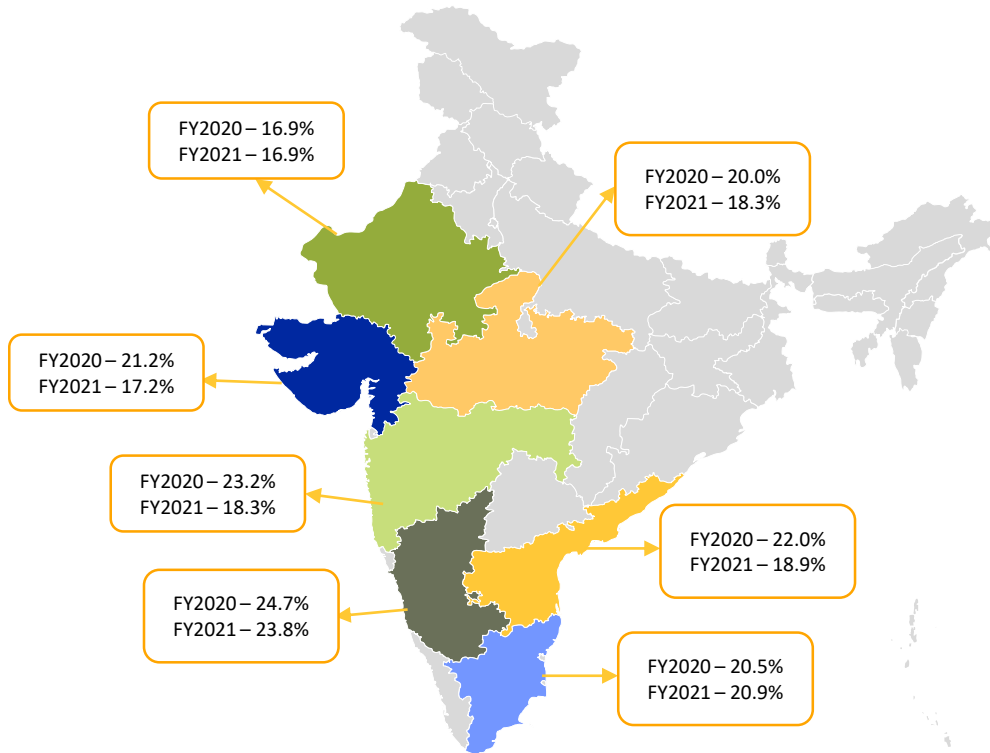 FY2020 – 16.9%
FY2021 – 16.9%
FY2020 – 20.0%
FY2021 – 18.3%
FY2020 – 21.2%
FY2021 – 17.2%
FY2020 – 23.2%
FY2021 – 18.3%
FY2020 – 22.0%
FY2021 – 18.9%
FY2020 – 24.7%
FY2021 – 23.8%
FY2020 – 20.5%
FY2021 – 20.9%